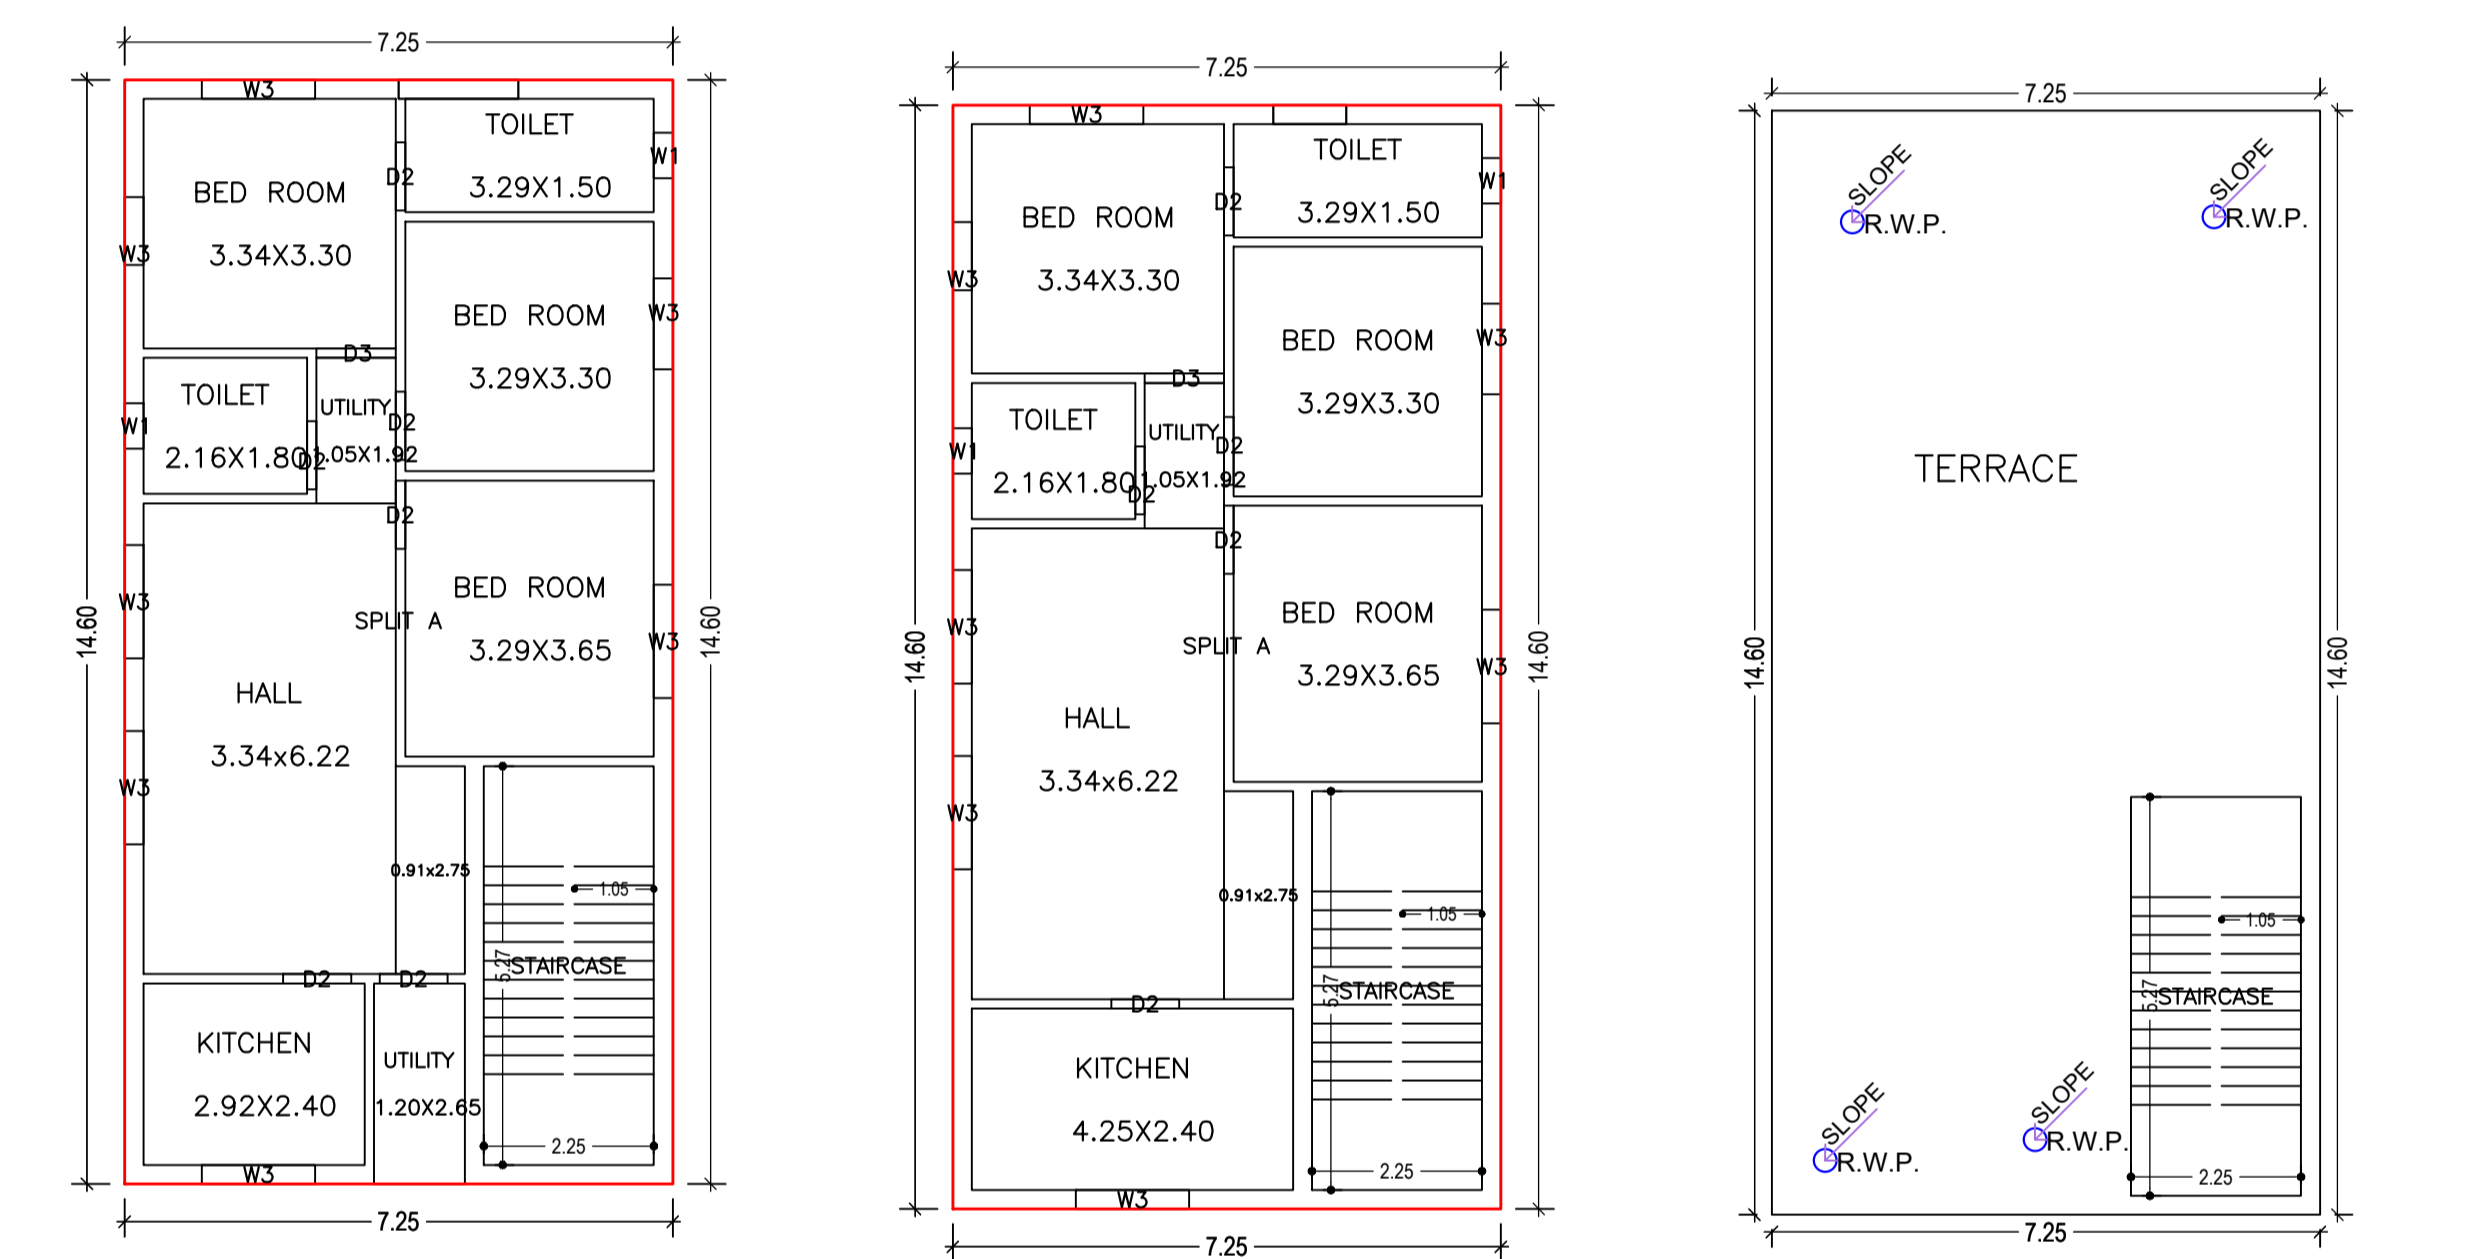 7.25
W3
TOILET
3.29X1.50
W1
D2
BED ROOM
3.34X3.30
W3
BED ROOM
3.29X3.30
W3
D3
TOILET
2.16X1.80
W1
UTILITY
1.05X1.92
D2
D2
D2
BED ROOM
3.29X3.65
W3
SPLIT A
W3
14.60
14.60
HALL
3.34x6.22
W3
0.91x2.75
1.05
5.27
STAIRCASE
2.25
D2
D2
KITCHEN
2.92X2.40
UTILITY
1.20X2.65
W3
7.25
7.25
W3
TOILET
3.29X1.50
W1
D2
BED ROOM
3.34X3.30
W3
BED ROOM
3.29X3.30
W3
D3
TOILET
2.16X1.80
W1
UTILITY
1.05X1.92
D2
D2
D2
BED ROOM
3.29X3.65
W3
SPLIT A
W3
14.60
14.60
HALL
3.34x6.22
W3
0.91x2.75
1.05
5.27
STAIRCASE
2.25
D2
KITCHEN
4.25X2.40
W3
7.25
7.25
SLOPE
R.W.P.
SLOPE
R.W.P.
TERRACE
14.60
14.60
1.05
5.27
STAIRCASE
2.25
SLOPE
R.W.P.
SLOPE
R.W.P.
7.25